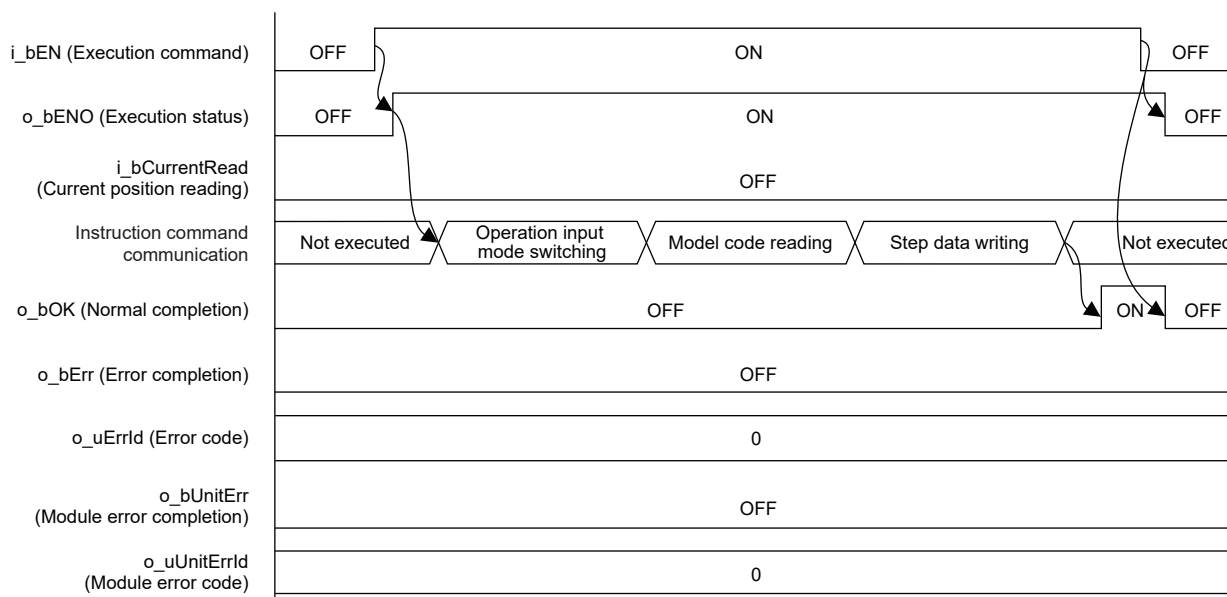 i_bEN (Execution command)
OFF
ON
OFF
o_bENO (Execution status)
OFF
ON
OFF
i_bCurrentRead
(Current position reading)
OFF
Instruction command
communication
Not executed
Operation input
mode switching
Model code reading
Step data writing
Not executed
o_bOK (Normal completion)
OFF
ON
OFF
o_bErr (Error completion)
OFF
o_uErrId (Error code)
0
o_bUnitErr
(Module error completion)
OFF
o_uUnitErrId
(Module error code)
0